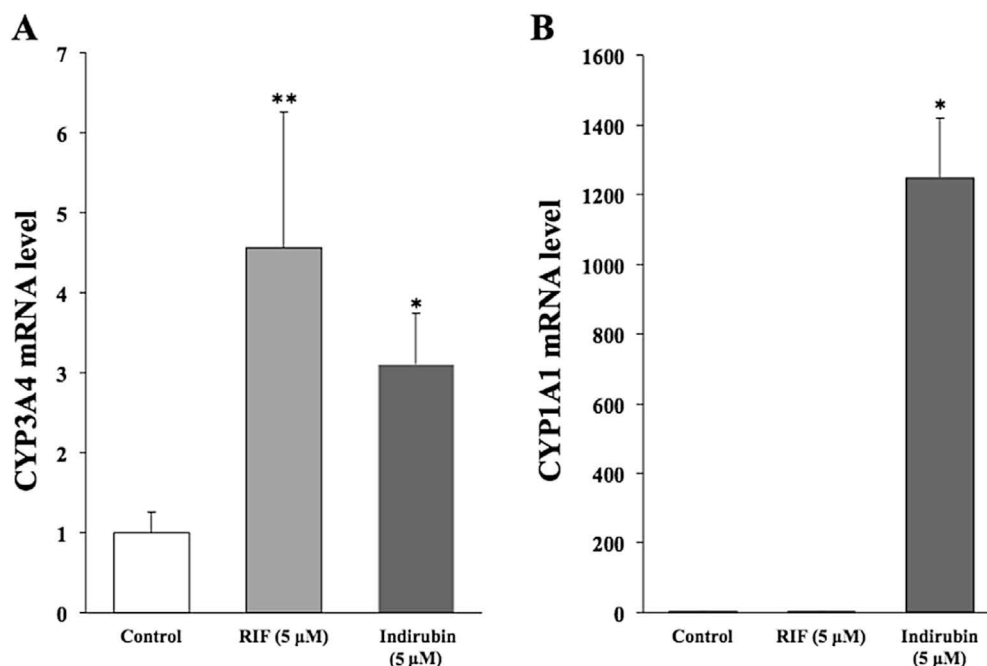 A
CYP3A4 mRNA level
7
6
5
4
3
2
1
0
**
*
Control
RIF (5 μM)
Indirubin
(5 μM)
B
CYP1A1 mRNA level
1600
1400
1200
1000
800
600
400
200
0
*
Control
RIF (5 μM)
Indirubin
(5 μM)